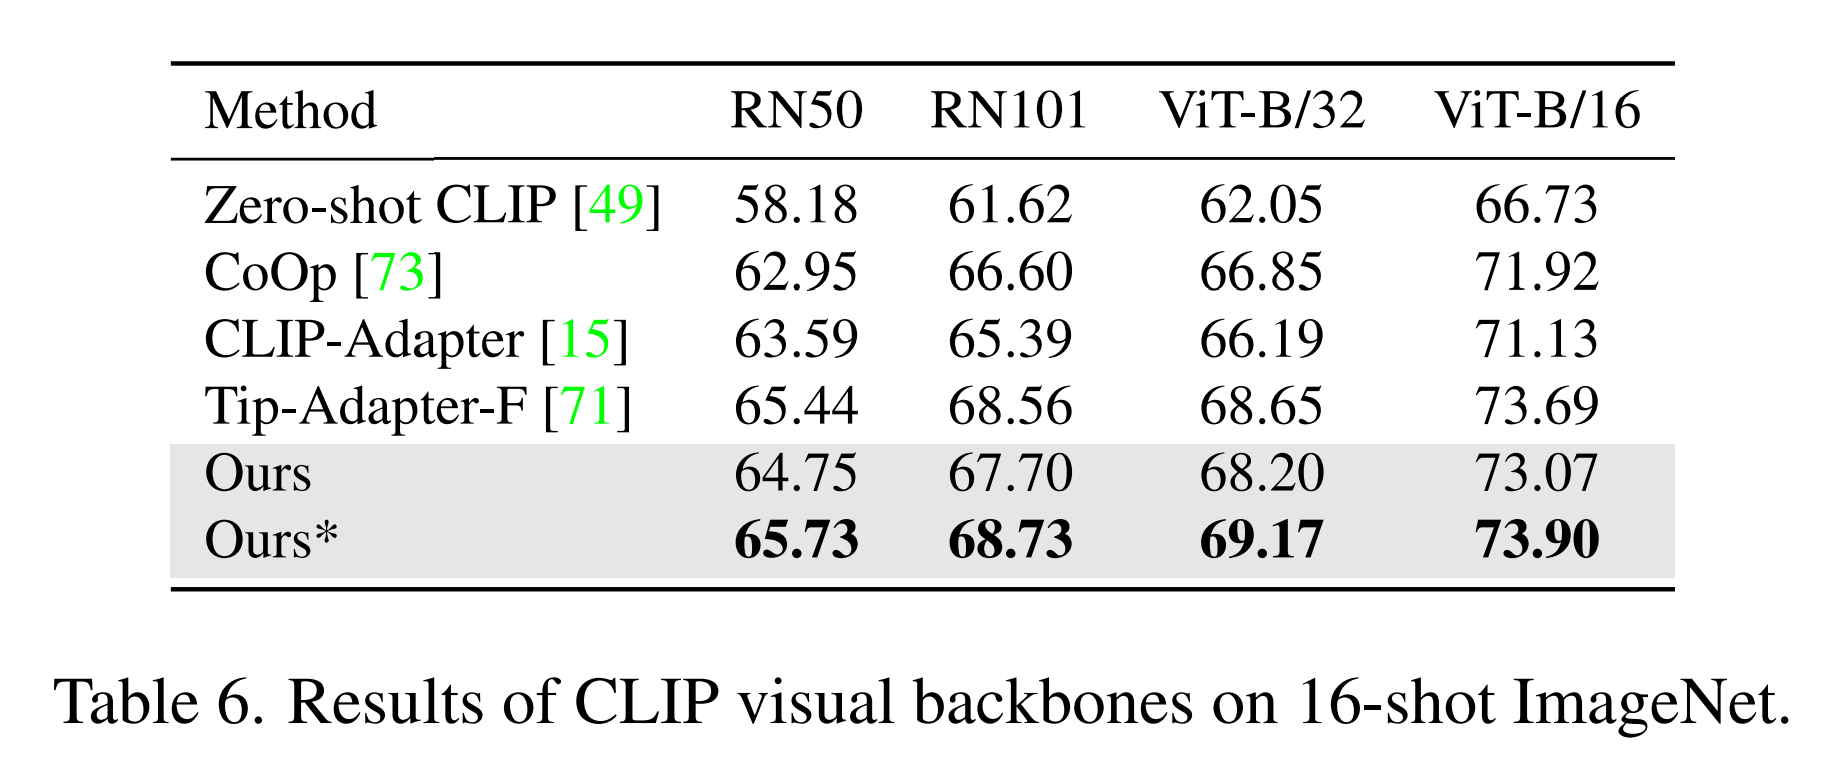 Method RN50 RN101 ViT-B/32 ViT-B/16
Zero-shot CLIP [49] 58.18 61.62 62.05 66.73
CoOp [73] 62.95 66.60 66.85 71.92
CLIP-Adapter [15] 63.59 65.39 66.19 71.13
Tip-Adapter-F [71] 65.44 68.56 68.65 73.69
Ours 64.75 67.70 68.20 73.07
Ours* 65.73 68.73 69.17 73.90
Table 6. Results of CLIP visual backbones on 16-shot ImageNet.